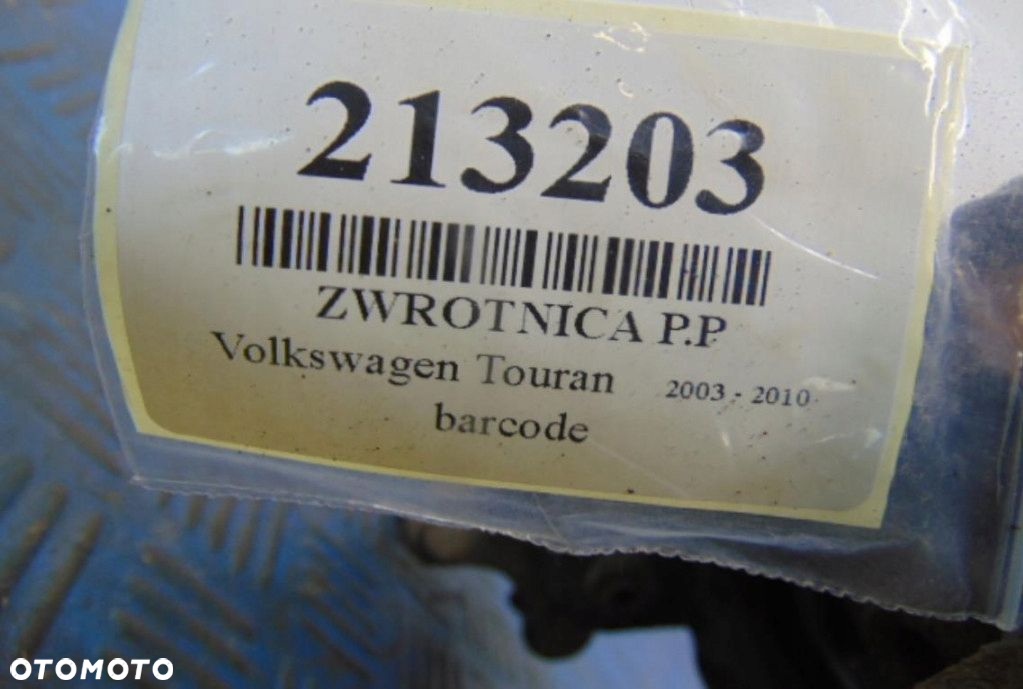 213203
ZWROTNICA P.P
Volkswagen Touran 2003 - 2010
barcode
OTOMOTO